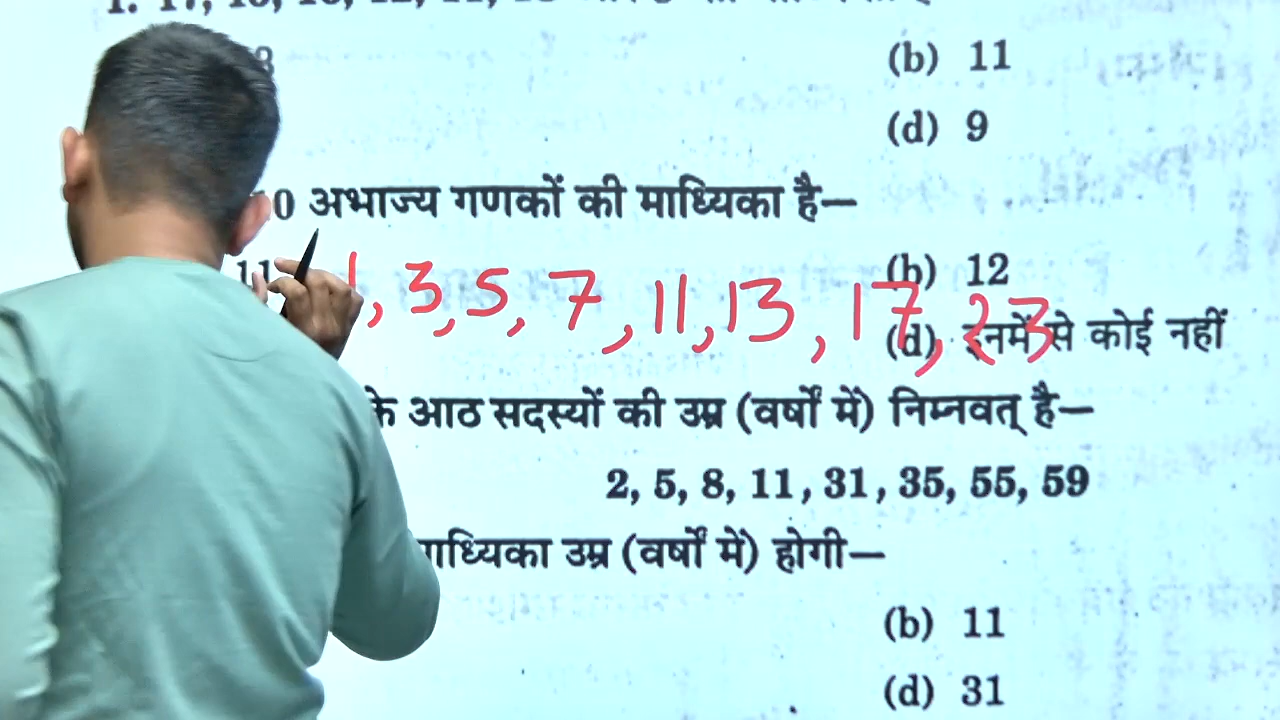 (b) 11
(d) 9
अभाज्य गणकों की माध्यिका है—
11
(b) 12
1, 3, 5, 7, 11, 13, 17, 23
(d) इनमें से कोई नहीं
के आठ सदस्यों की उम्र (वर्षों में) निम्नवत् है—
2, 5, 8, 11, 31, 35, 55, 59
उम्र (वर्षों में) होगी—
(b) 11
(d) 31